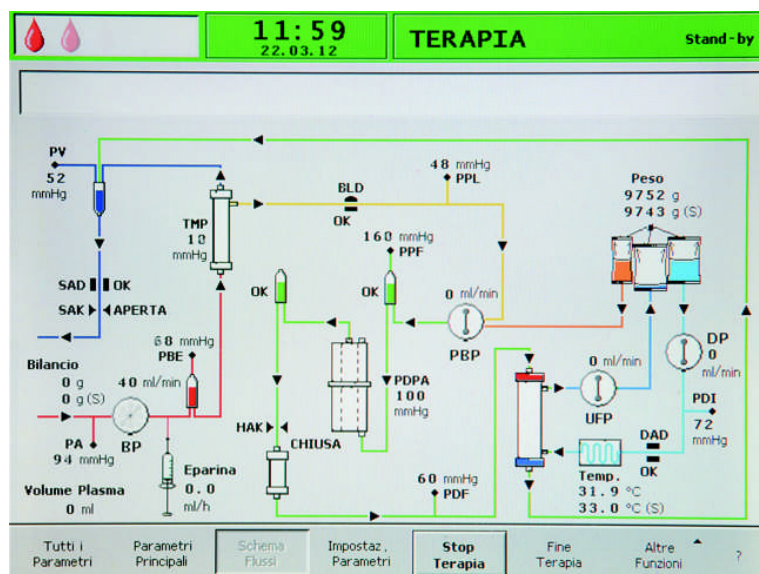 11:59
22.03.12
TERAPIA
Stand-by
PV
52
mmHg
TMP
10
mmHg
BLD
OK
48 mmHg
PPL
Peso
9752 g
9743 g (S)
160 mmHg
PPF
SAD OK
SAK APERTA
OK
OK
0 ml/min
PBP
DP
0
ml/min
68 mmHg
PBE
Bilancio
0 g
0 g (S)
40 ml/min
BP
PA
94 mmHg
PDPA
100
mmHg
0 ml/min
UFP
PDI
72
mmHg
HAK
CHIUSA
DAD
OK
Eparina
0.0
ml/h
Volume Plasma
0 ml
60 mmHg
PDF
Temp.
31.9 °C
33.0 °C (S)
Tutti i
Parametri
Parametri
Principali
Schema
Flussi
Impostaz.
Parametri
Stop
Terapia
Fine
Terapia
Altre
Funzioni
?